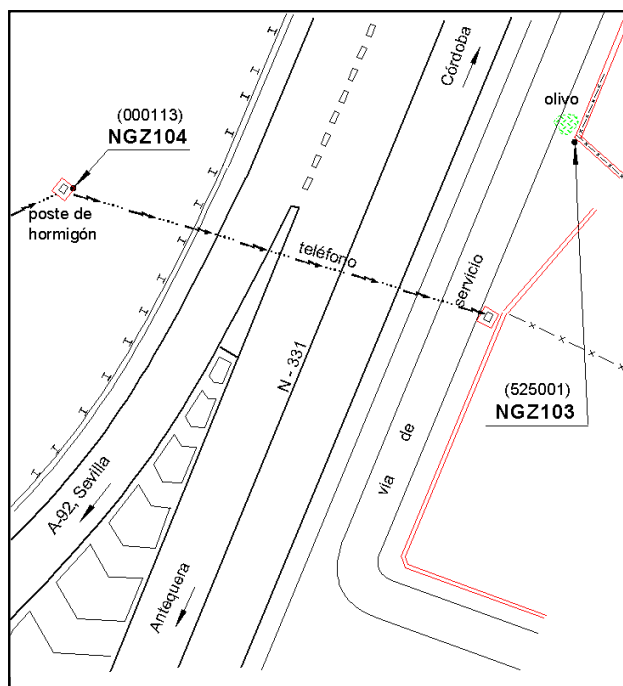 Córdoba
olivo
(000113)
NGZ104
poste de
hormigón
teléfono
servicio
N - 331
(525001)
NGZ103
de
vía
A-92, Sevilla
Antequera